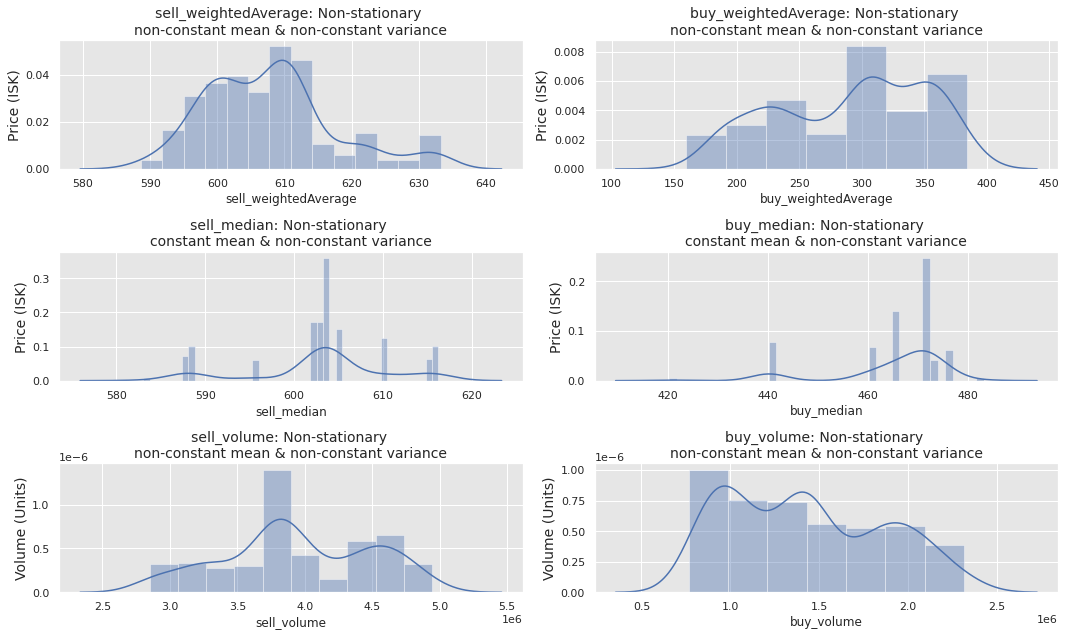 sell_weightedAverage: Non-stationary
non-constant mean & non-constant variance
Price (ISK)
0.04
0.02
0.00
580 590 600 610 620 630 640
sell_weightedAverage
buy_weightedAverage: Non-stationary
non-constant mean & non-constant variance
Price (ISK)
0.008
0.006
0.004
0.002
0.000
100 150 200 250 300 350 400 450
buy_weightedAverage
sell_median: Non-stationary
constant mean & non-constant variance
Price (ISK)
0.3
0.2
0.1
0.0
580 590 600 610 620
sell_median
buy_median: Non-stationary
constant mean & non-constant variance
Price (ISK)
0.2
0.1
0.0
420 440 460 480
buy_median
sell_volume: Non-stationary
non-constant mean & non-constant variance
1e−6
Volume (Units)
1.0
0.5
0.0
2.5 3.0 3.5 4.0 4.5 5.0 5.5
1e6
sell_volume
buy_volume: Non-stationary
non-constant mean & non-constant variance
1e−6
Volume (Units)
1.00
0.75
0.50
0.25
0.00
0.5 1.0 1.5 2.0 2.5
1e6
buy_volume